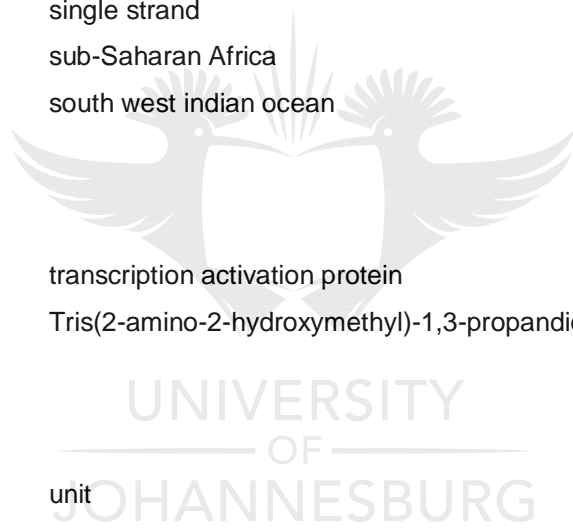 single strand
sub-Saharan Africa
south west indian ocean
transcription activation protein
Tris(2-amino-2-hydroxymethyl)-1,3-propandi
UNIVERSITY
OF
unit
JOHANNESBURG